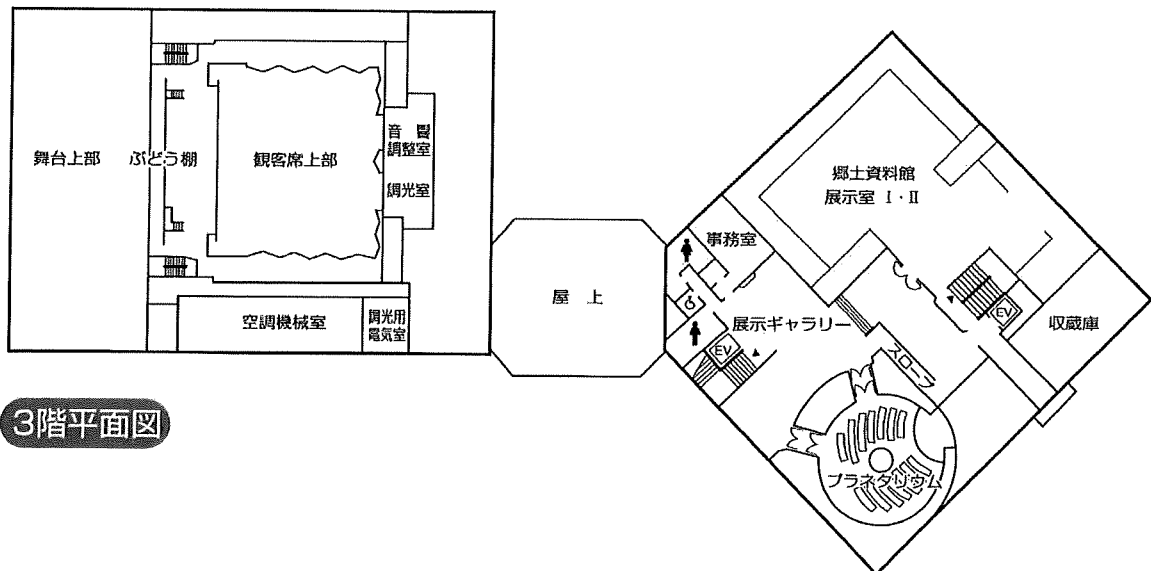 舞台上部
ぶどう棚
観客席上部
音響
調整室
調光室
空調機械室
調光用
電気室
屋上
事務室
郷土資料館
展示室 Ⅰ・Ⅱ
展示ギャラリー
EV
EV
スロープ
収蔵庫
プラネタリウム
3階平面図